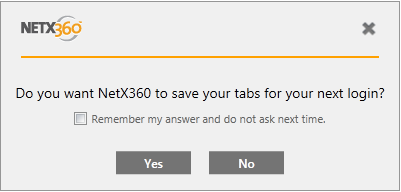 NETX360
Do you want NetX360 to save your tabs for your next login?
Remember my answer and do not ask next time.
Yes No